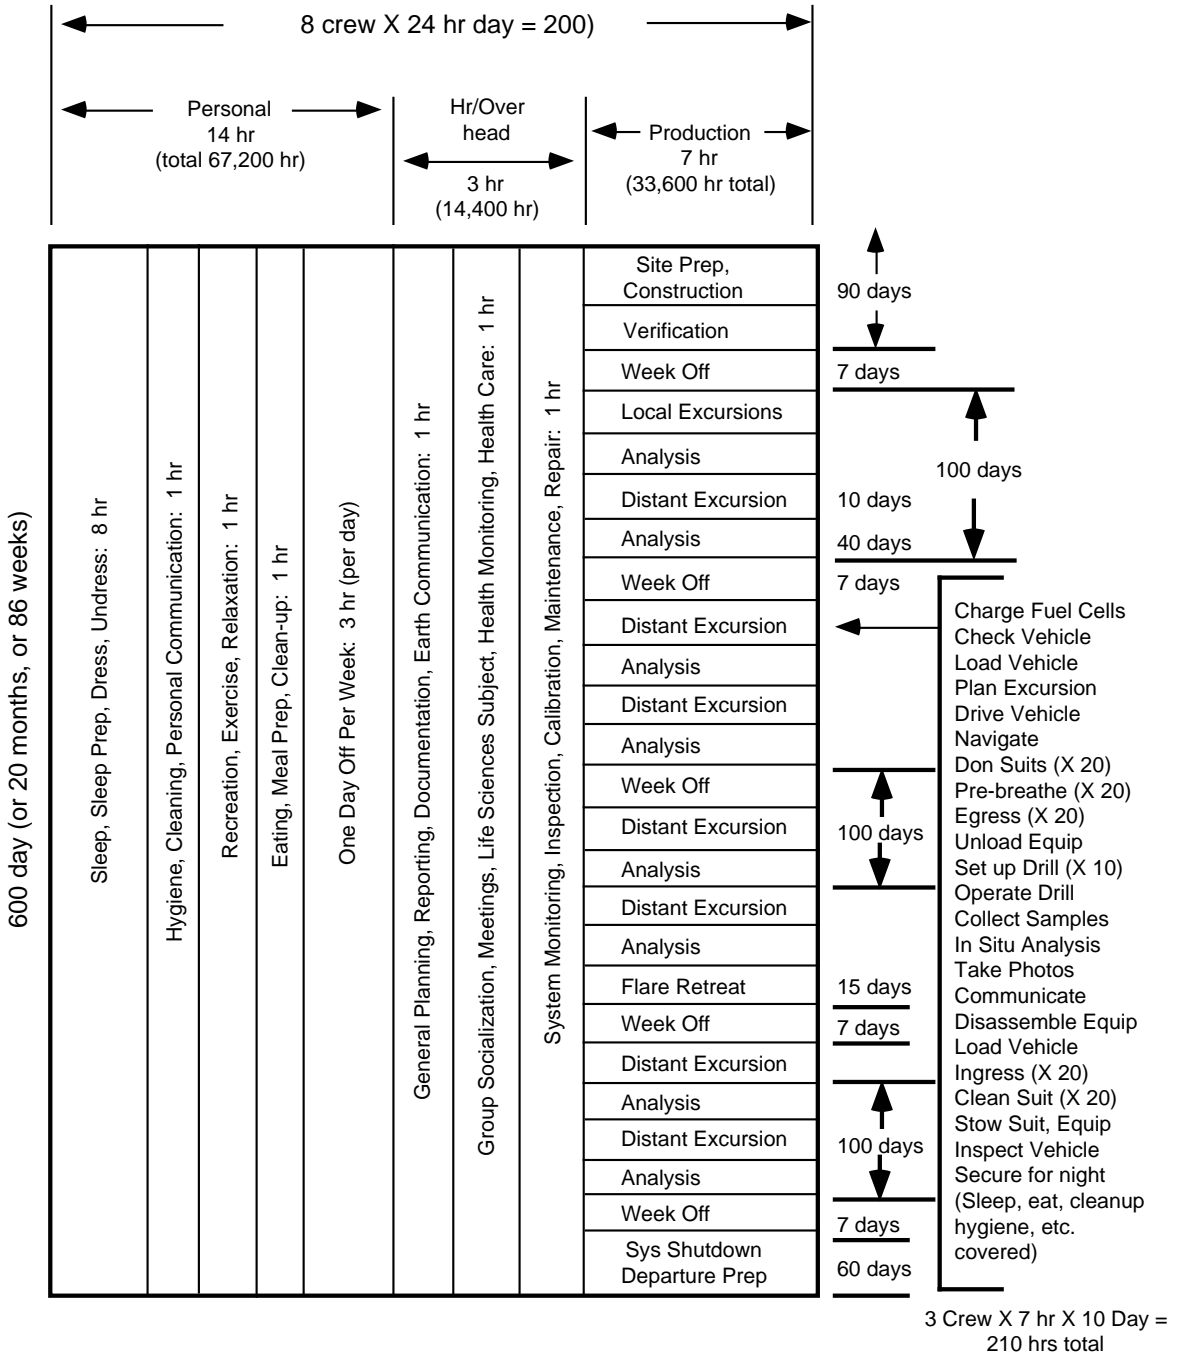 8 crew X 24 hr day = 200)
Personal
14 hr
(total 67,200 hr)
Hr/Over
head
3 hr
(14,400 hr)
Production
7 hr
(33,600 hr total)
600 day (or 20 months, or 86 weeks)
Sleep, Sleep Prep, Dress, Undress:  8 hr
Hygiene, Cleaning, Personal Communication:  1 hr
Recreation, Exercise, Relaxation:  1 hr
Eating, Meal Prep, Clean-up:  1 hr
One Day Off Per Week:  3 hr (per day)
General Planning, Reporting, Documentation, Earth Communication:  1 hr
Group Socialization, Meetings, Life Sciences Subject, Health Monitoring, Health Care:  1 hr
System Monitoring, Inspection, Calibration, Maintenance, Repair:  1 hr
Site Prep,
Construction
Verification
Week Off
Local Excursions
Analysis
Distant Excursion
Analysis
Week Off
Distant Excursion
Analysis
Distant Excursion
Analysis
Week Off
Distant Excursion
Analysis
Distant Excursion
Analysis
Flare Retreat
Week Off
Distant Excursion
Analysis
Distant Excursion
Analysis
Week Off
Sys Shutdown
Departure Prep
90 days
7 days
100 days
10 days
40 days
7 days
100 days
15 days
7 days
100 days
7 days
60 days
Charge Fuel Cells
Check Vehicle
Load Vehicle
Plan Excursion
Drive Vehicle
Navigate
Don Suits (X 20)
Pre-breathe (X 20)
Egress (X 20)
Unload Equip
Set up Drill (X 10)
Operate Drill
Collect Samples
In Situ Analysis
Take Photos
Communicate
Disassemble Equip
Load Vehicle
Ingress (X 20)
Clean Suit (X 20)
Stow Suit, Equip
Inspect Vehicle
Secure for night
(Sleep, eat, cleanup
hygiene, etc.
covered)
3 Crew X 7 hr X 10 Day =
210 hrs total